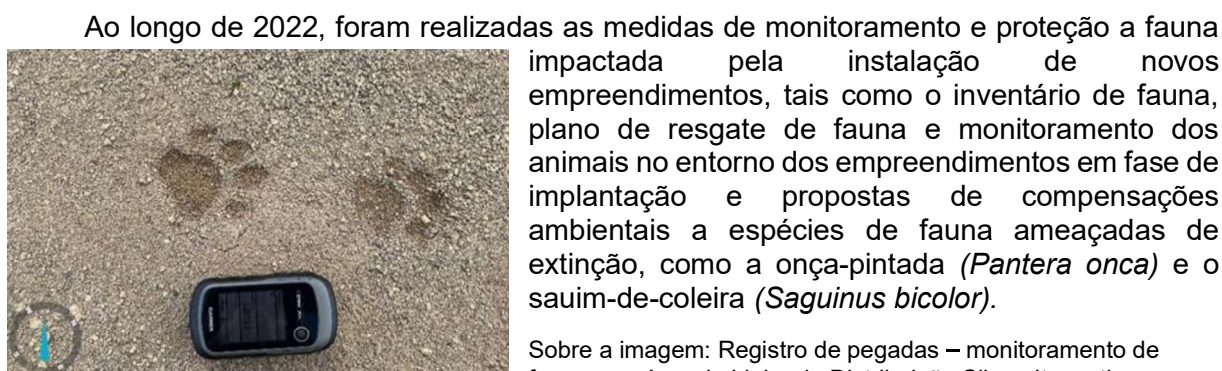 Ao longo de 2022, foram realizadas as medidas de monitoramento e proteção a fauna
impactada pela instalação de novos
empreendimentos, tais como o inventário de fauna,
plano de resgate de fauna e monitoramento dos
animais no entorno dos empreendimentos em fase de
implantação e propostas de compensações
ambientais a espécies de fauna ameaçadas de
extinção, como a onça-pintada (Pantera onca) e o
sauim-de-coleira (Saguinus bicolor).
Sobre a imagem: Registro de pegadas – monitoramento de
GARMIN